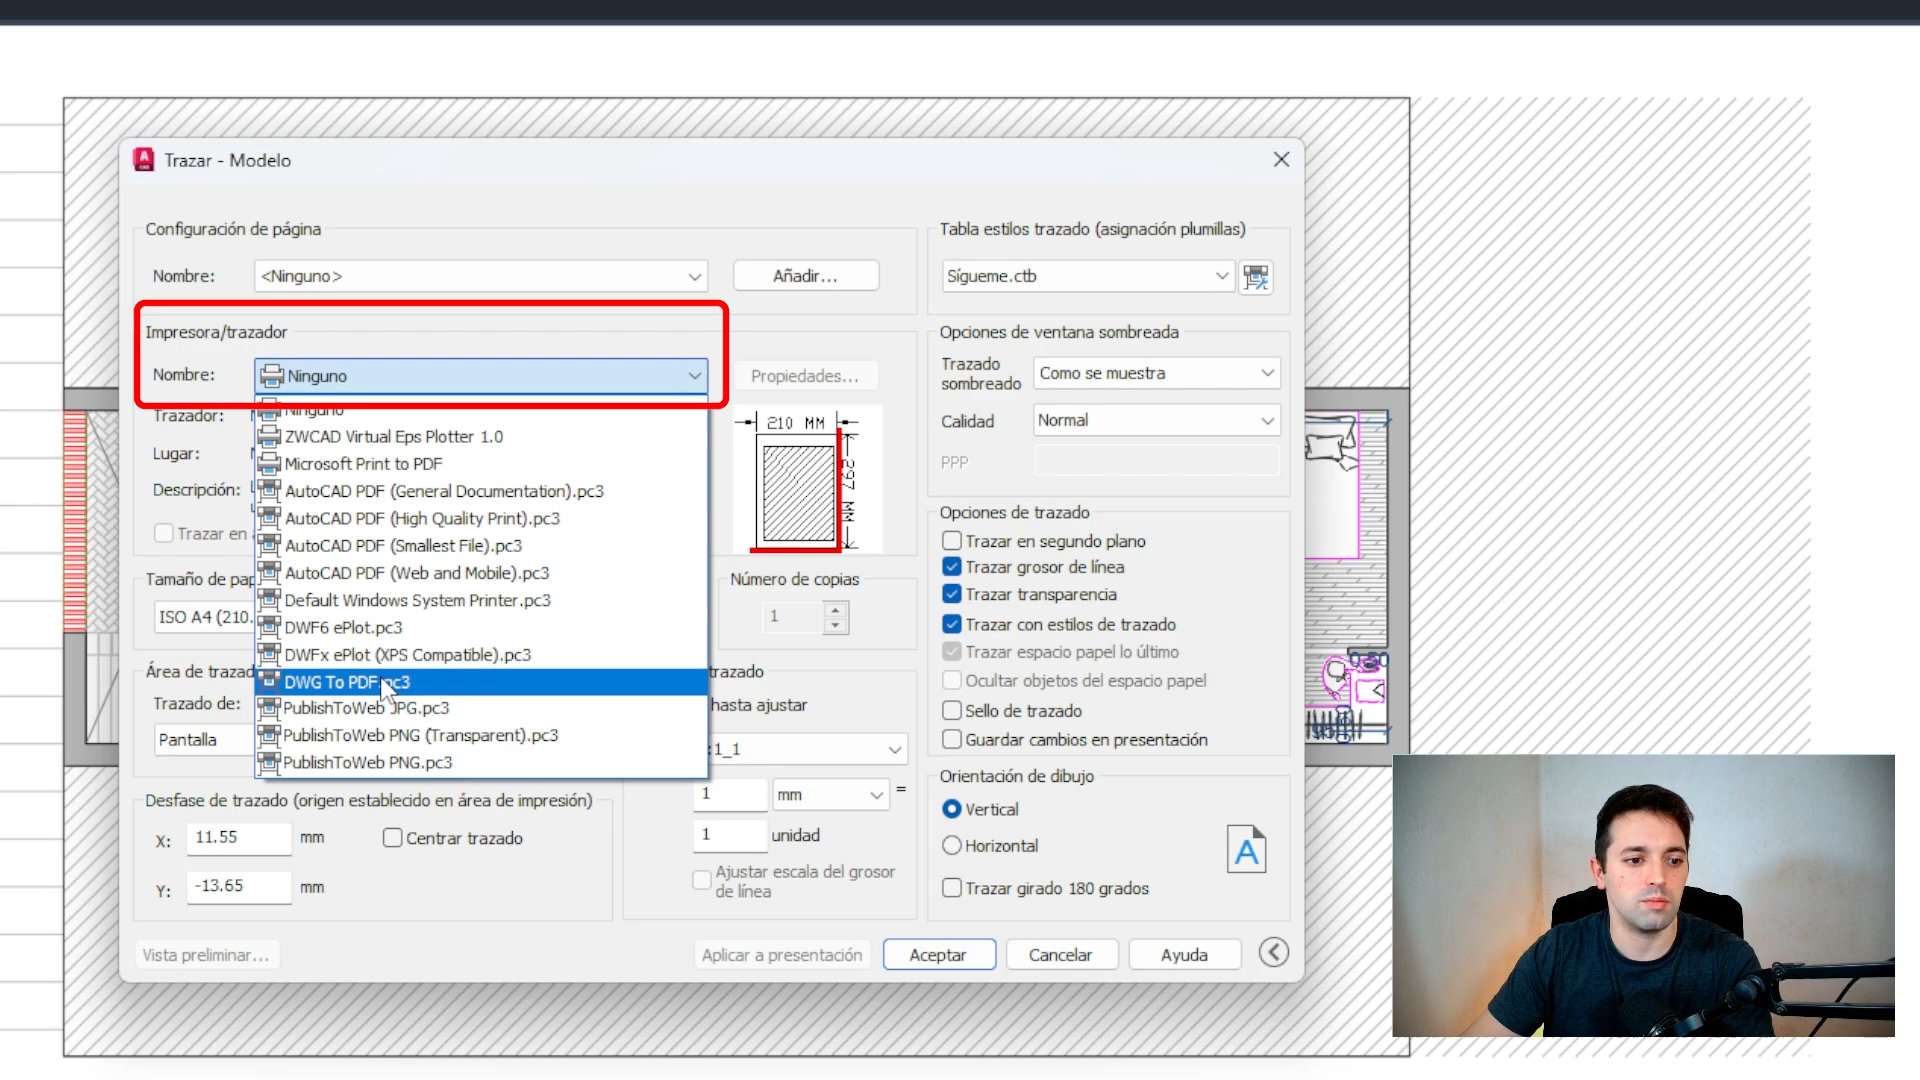 Trazar - Modelo
Configuración de página
Nombre:
<Ninguno>
Añadir...
Impresora/trazador
Nombre:
Ninguno
Propiedades...
Ninguno
ZWCAD Virtual Eps Plotter 1.0
Microsoft Print to PDF
AutoCAD PDF (General Documentation).pc3
AutoCAD PDF (High Quality Print).pc3
AutoCAD PDF (Smallest File).pc3
AutoCAD PDF (Web and Mobile).pc3
Default Windows System Printer.pc3
DWF6 ePlot.pc3
DWFx ePlot (XPS Compatible).pc3
DWG To PDF.pc3
PublishToWeb JPG.pc3
PublishToWeb PNG (Transparent).pc3
PublishToWeb PNG.pc3
Trazador:
Lugar:
Descripción:
Trazar en
210 MM
297 MM
Tamaño de pap
ISO A4 (210.
Número de copias
1
Área de trazad
Trazado de:
Pantalla
trazado
hasta ajustar
:1_1
1
mm
=
1
unidad
Ajustar escala del grosor
de línea
Desfase de trazado (origen establecido en área de impresión)
X:
11.55
mm
Centrar trazado
Y:
-13.65
mm
Tabla estilos trazado (asignación plumillas)
Sígueme.ctb
Opciones de ventana sombreada
Trazado
sombreado
Como se muestra
Calidad
Normal
PPP
Opciones de trazado
Trazar en segundo plano
Trazar grosor de línea
Trazar transparencia
Trazar con estilos de trazado
Trazar espacio papel lo último
Ocultar objetos del espacio papel
Sello de trazado
Guardar cambios en presentación
Orientación de dibujo
Vertical
Horizontal
A
Trazar girado 180 grados
Vista preliminar...
Aplicar a presentación
Aceptar
Cancelar
Ayuda